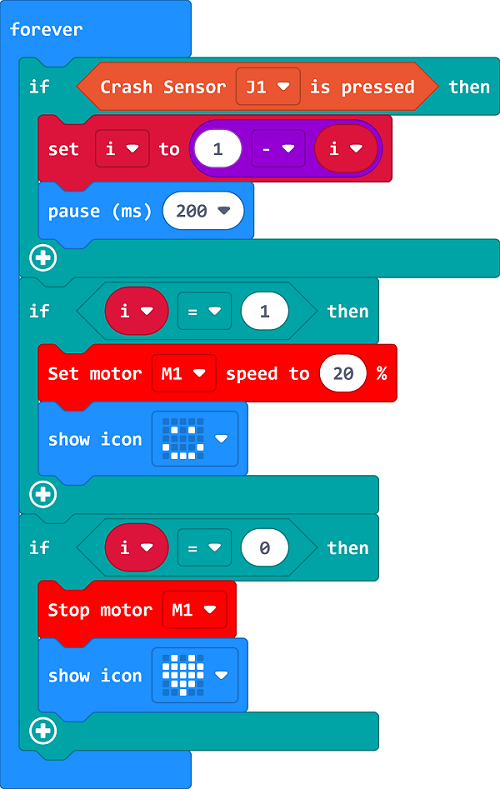 forever
if Crash Sensor J1 is pressed then
set i to 1 - i
pause (ms) 200
if i = 1 then
Set motor M1 speed to 20 %
show icon
if i = 0 then
Stop motor M1
show icon